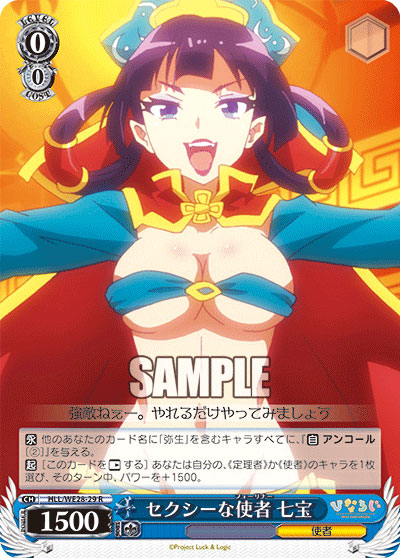 LEVEL
0
0
COST
SAMPLE
強敵ねぇー。やれるだけやってみましょう
永 他のあなたのカード名に「弥生」を含むキャラすべてに、『自 アンコール
[②]』を与える。
起 [このカードを レストする] あなたは自分の、《定理者》か《使者》のキャラを1枚
選び、そのターン中、パワーを+1500。
CH HLL/WE28-29 R
フォーリナー
1500 セクシーな使者 七宝
ひなろじ
使者
©Project Luck & Logic